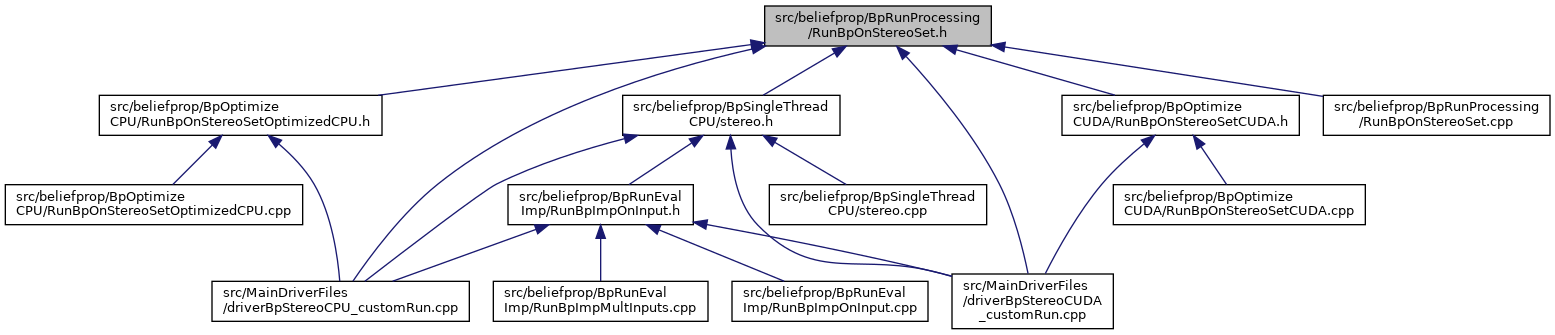 src/beliefprop/BpRunProcessing
/RunBpOnStereoSet.h
src/beliefprop/BpOptimize
CPU/RunBpOnStereoSetOptimizedCPU.h
src/beliefprop/BpSingleThread
CPU/stereo.h
src/beliefprop/BpOptimize
CUDA/RunBpOnStereoSetCUDA.h
src/beliefprop/BpRunProcessing
/RunBpOnStereoSet.cpp
src/beliefprop/BpOptimize
CPU/RunBpOnStereoSetOptimizedCPU.cpp
src/beliefprop/BpRunEval
Imp/RunBpImpOnInput.h
src/beliefprop/BpSingleThread
CPU/stereo.cpp
src/beliefprop/BpOptimize
CUDA/RunBpOnStereoSetCUDA.cpp
src/MainDriverFiles
/driverBpStereoCPU_customRun.cpp
src/beliefprop/BpRunEval
Imp/RunBpImpMultInputs.cpp
src/beliefprop/BpRunEval
Imp/RunBpImpOnInput.cpp
src/MainDriverFiles
/driverBpStereoCUDA
_customRun.cpp